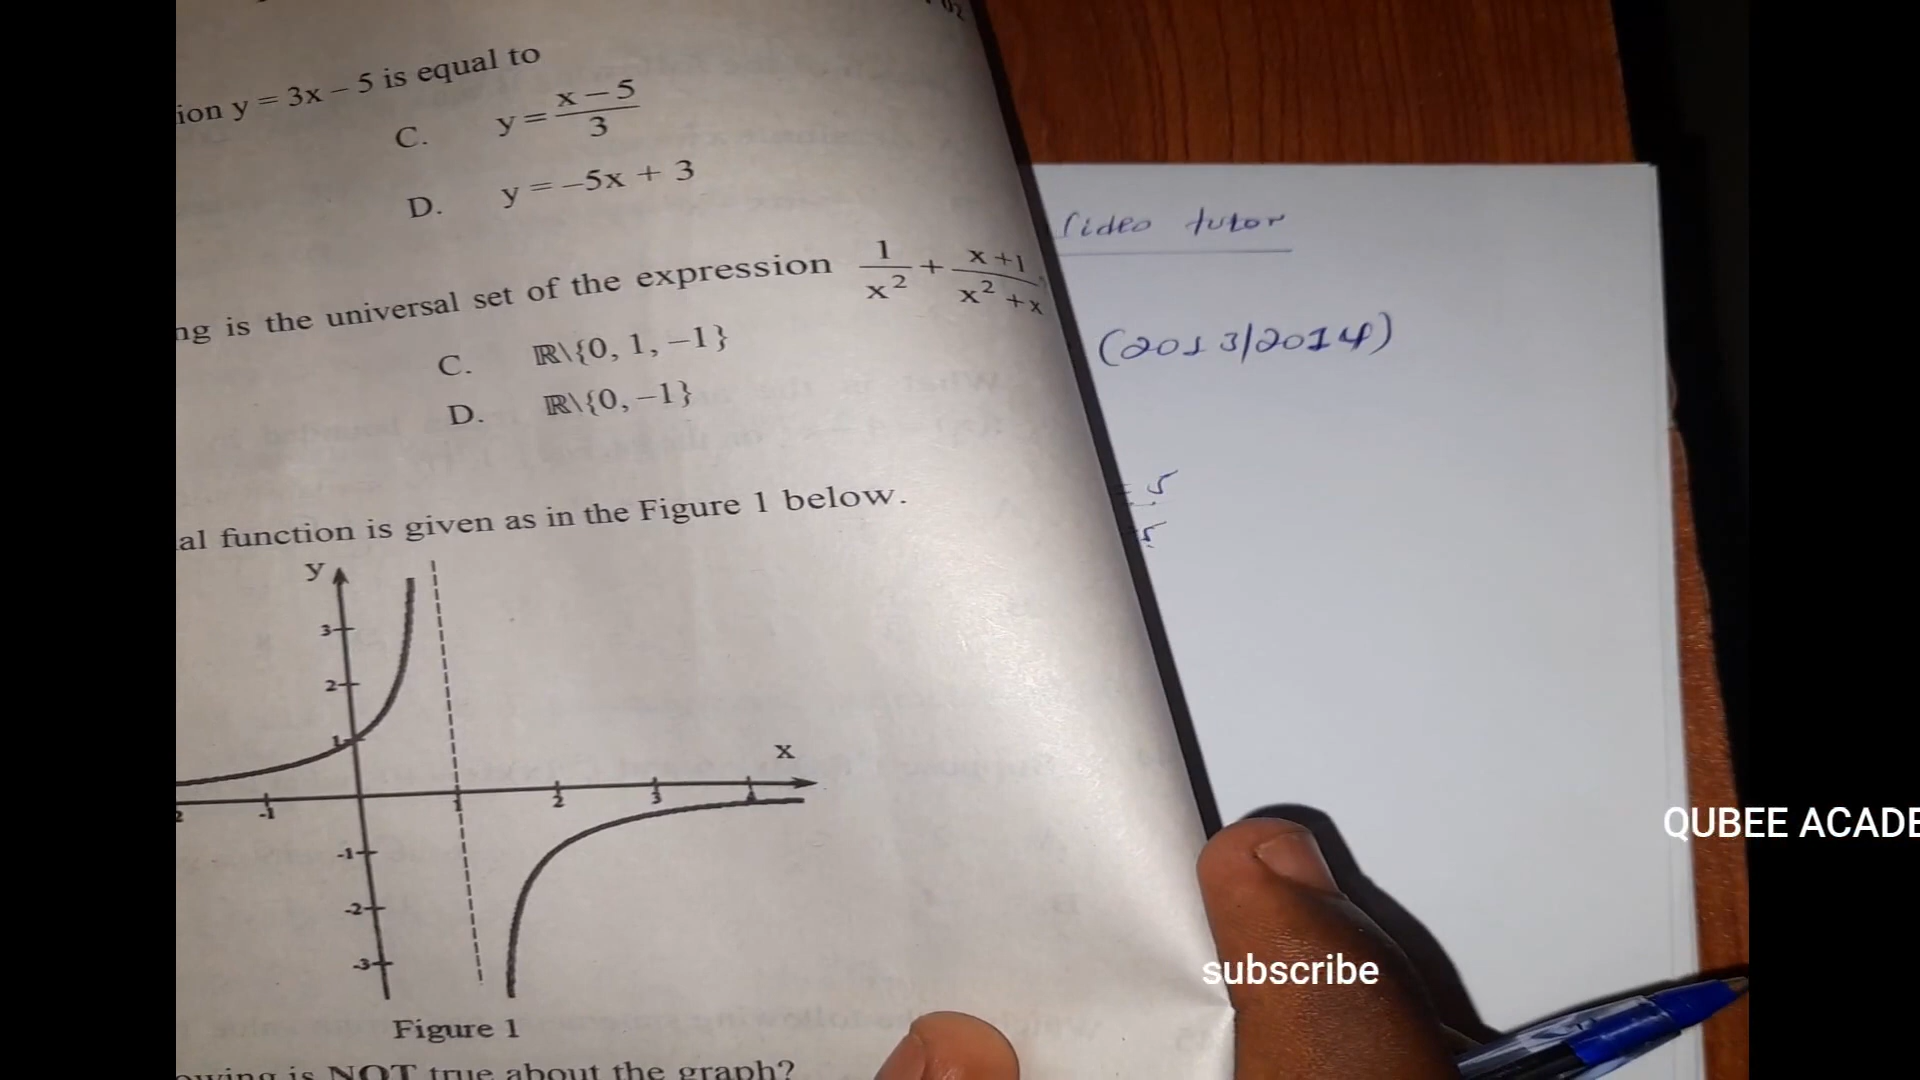 ion y = 3x – 5 is equal to
C. y = x – 5 / 3
D. y = –5x + 3
ng is the universal set of the expression 1 / x² + x + 1 / x² + x
C. ℝ\{0, 1, –1}
D. ℝ\{0, –1}
al function is given as in the Figure 1 below.
y
3
2
1
x
-1 1 2 3
-1
-2
-3
Figure 1
owing is NOT true about the graph?
tutor
(2013/2014)
QUBEE ACADE
subscribe